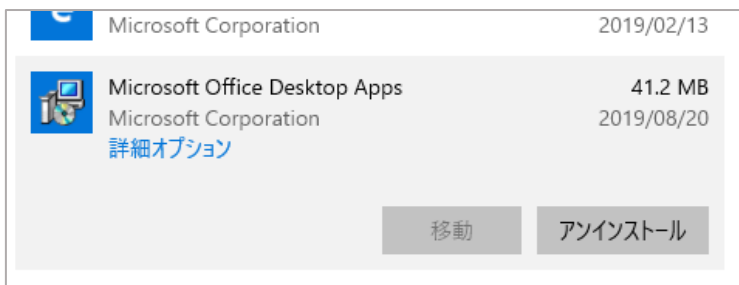 Microsoft Corporation 2019/02/13
Microsoft Office Desktop Apps 41.2 MB
Microsoft Corporation 2019/08/20
詳細オプション
移動 アンインストール